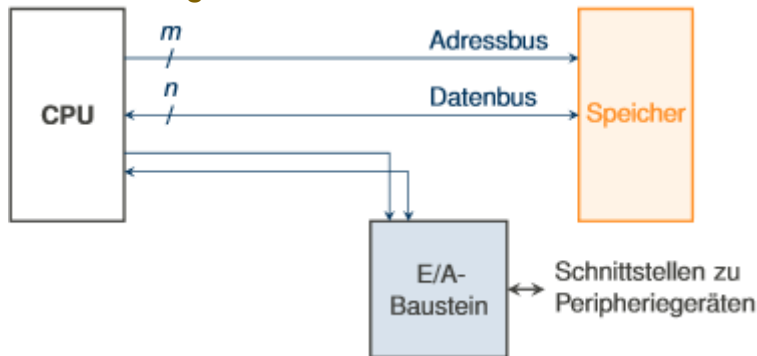 m
Adressbus
n
Datenbus
CPU
Speicher
E/A-
Baustein
Schnittstellen zu
Peripheriegeräten